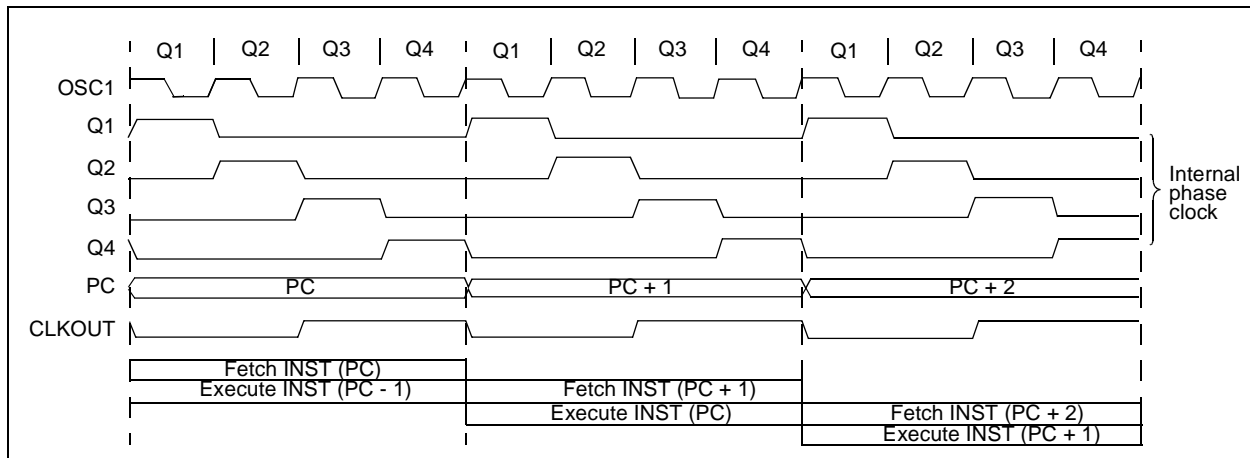 Q1 Q2 Q3 Q4 Q1 Q2 Q3 Q4 Q1 Q2 Q3 Q4
OSC1
Q1
Q2
Q3
Q4
Internal
phase
clock
PC PC PC + 1 PC + 2
CLKOUT
Fetch INST (PC)
Execute INST (PC - 1) Fetch INST (PC + 1)
Execute INST (PC) Fetch INST (PC + 2)
Execute INST (PC + 1)